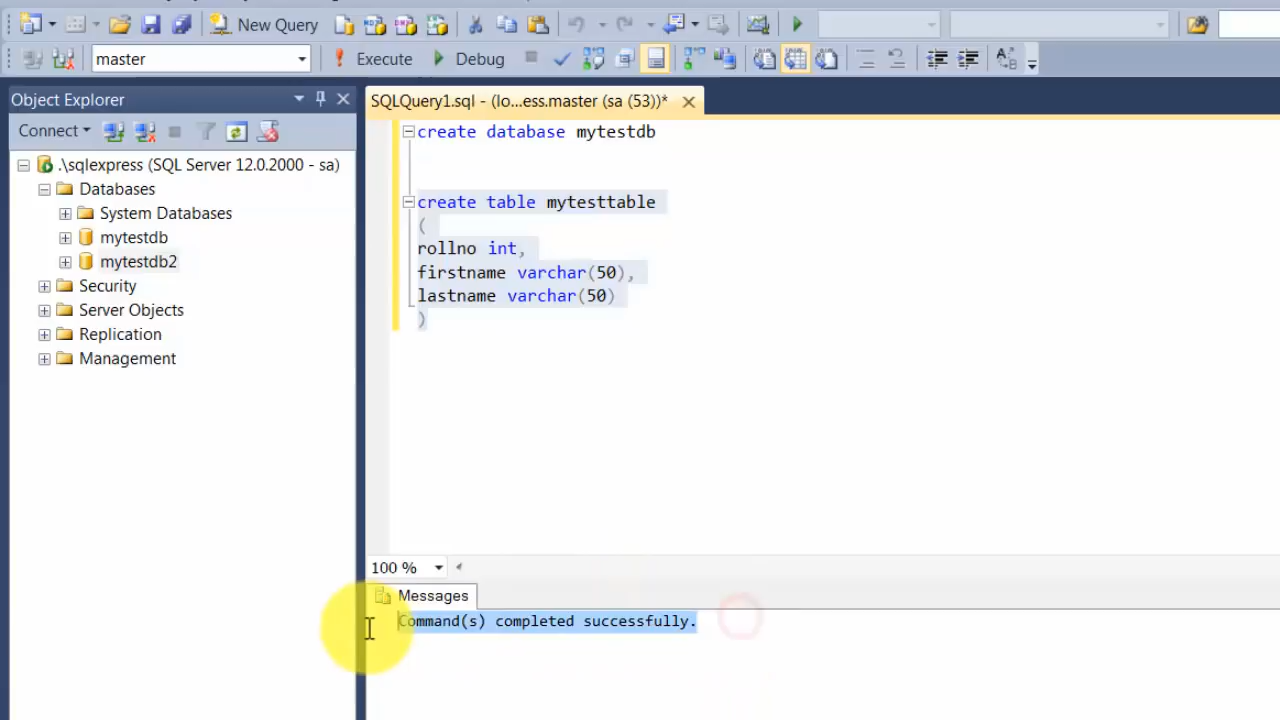 New Query
master
Execute
Debug
Object Explorer
SQLQuery1.sql - (lo...ess.master (sa (53))*
Connect
.\sqlexpress (SQL Server 12.0.2000 - sa)
Databases
System Databases
mytestdb
mytestdb2
Security
Server Objects
Replication
Management
create database mytestdb
create table mytesttable
(
rollno int,
firstname varchar(50),
lastname varchar(50)
)
100 %
Messages
Command(s) completed successfully.